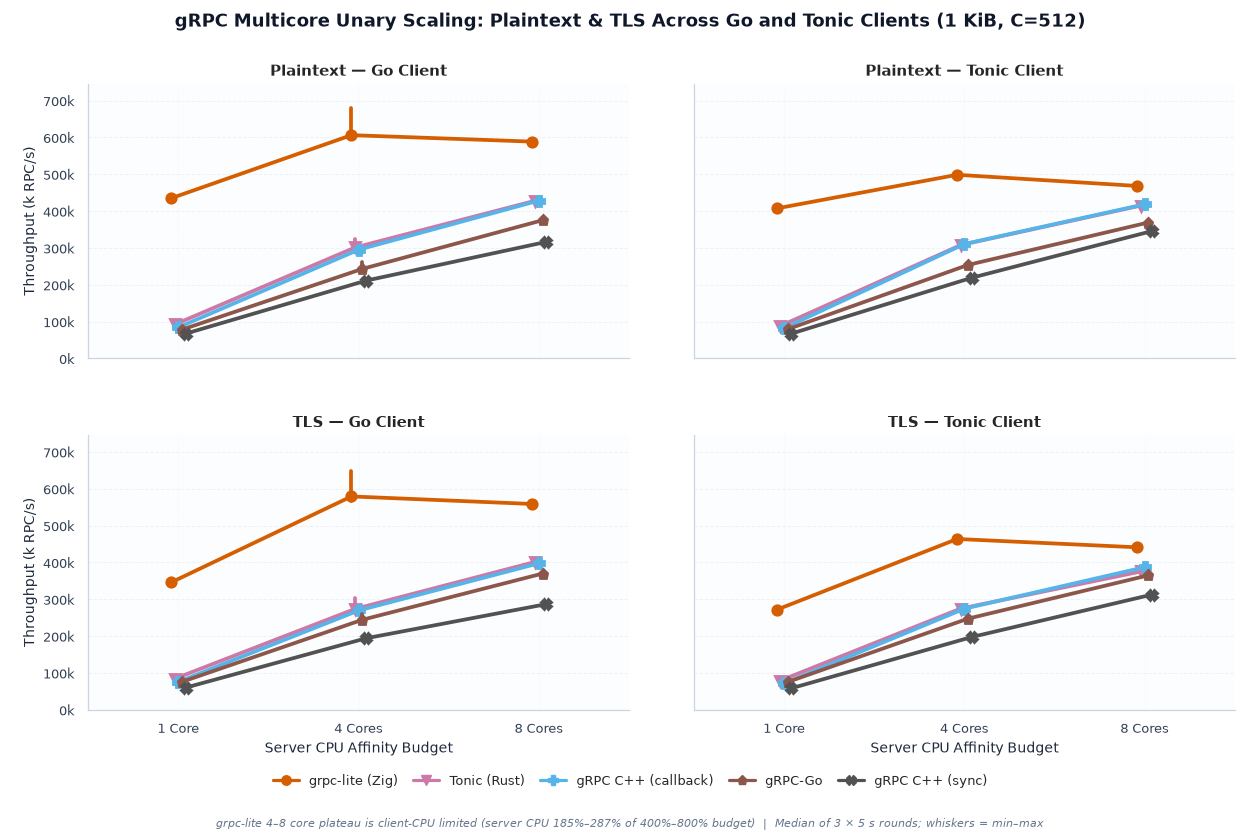 gRPC Multicore Unary Scaling: Plaintext & TLS Across Go and Tonic Clients (1 KiB, C=512)
Plaintext — Go Client
Plaintext — Tonic Client
Throughput (k RPC/s)
700k
600k
500k
400k
300k
200k
100k
0k
TLS — Go Client
TLS — Tonic Client
Throughput (k RPC/s)
700k
600k
500k
400k
300k
200k
100k
0k
1 Core 4 Cores 8 Cores
1 Core 4 Cores 8 Cores
Server CPU Affinity Budget
Server CPU Affinity Budget
grpc-lite (Zig) Tonic (Rust) gRPC C++ (callback) gRPC-Go gRPC C++ (sync)
grpc-lite 4–8 core plateau is client-CPU limited (server CPU 185%–287% of 400%–800% budget) | Median of 3 × 5 s rounds; whiskers = min–max